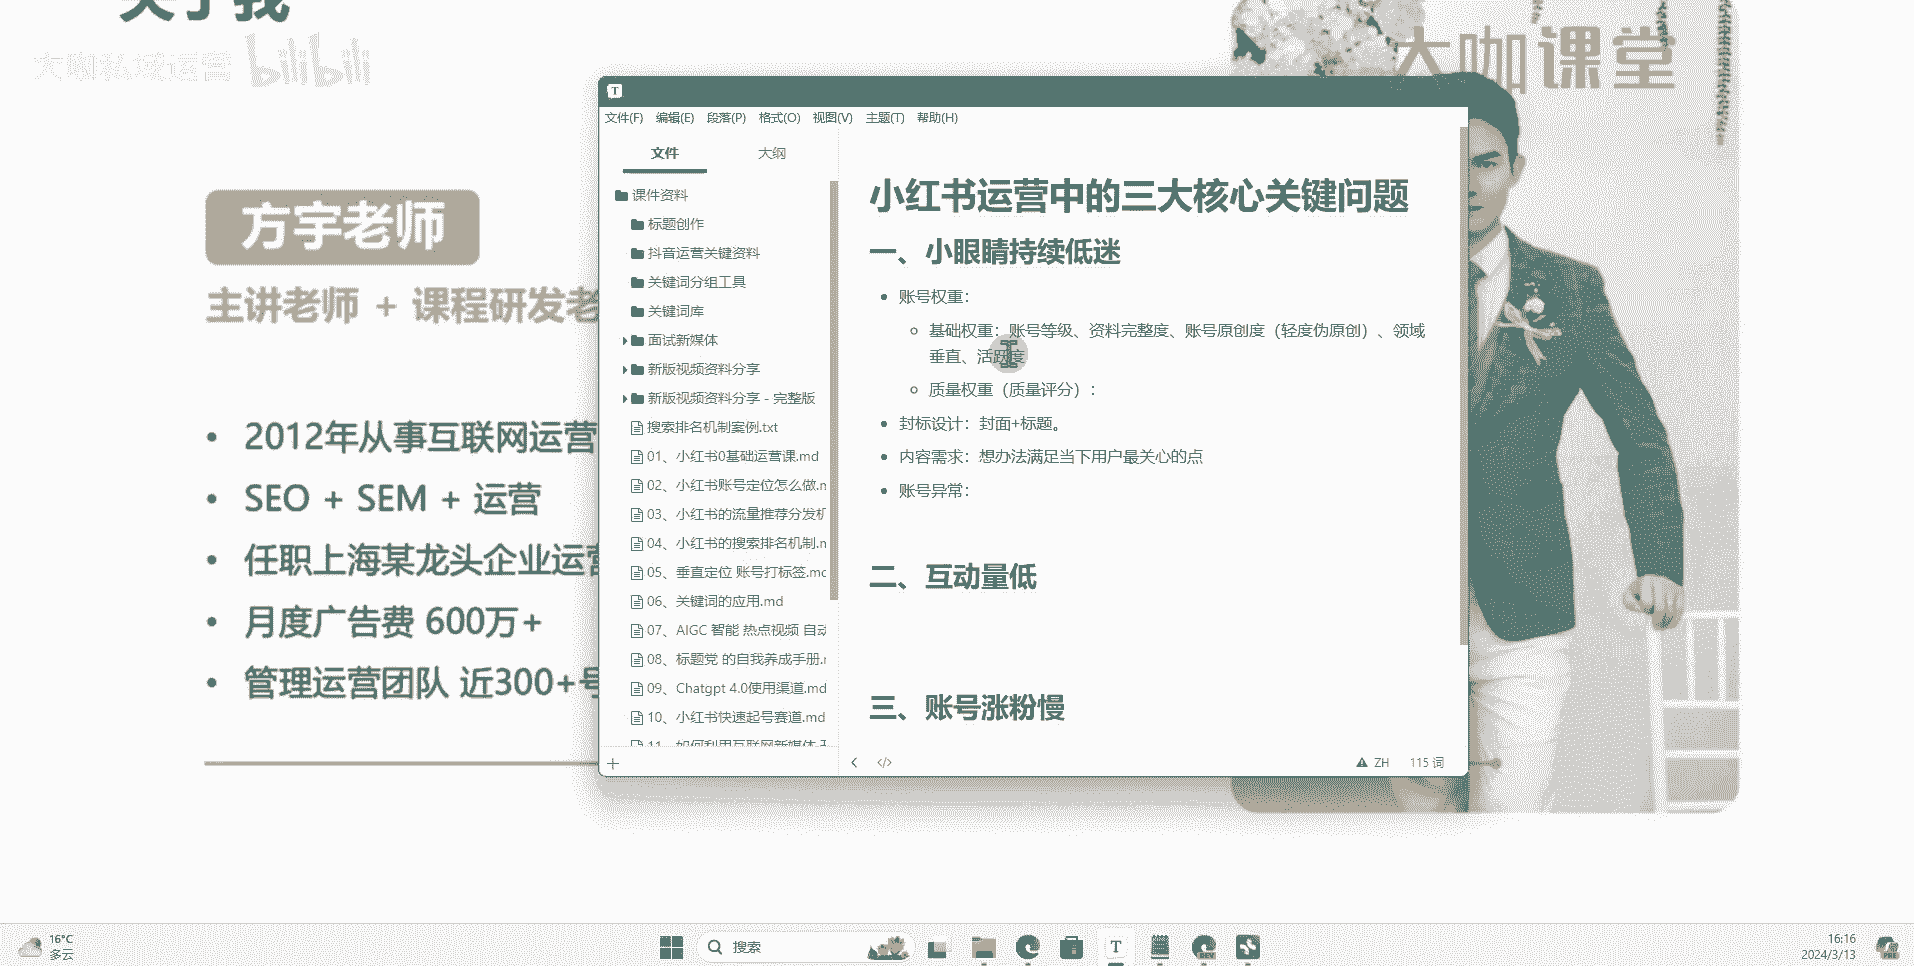 关于我
大咖私域运营 bilibili
大咖课堂
方宇老师
主讲老师 + 课程研发老
2012年从事互联网运营
SEO + SEM + 运营
任职上海某龙头企业运营
月度广告费 600万+
管理运营团队 近300+号
T
文件(F) 编辑(E) 段落(P) 格式(O) 视图(V) 主题(T) 帮助(H)
文件 大纲
课件资料
标题创作
抖音运营关键资料
关键词分组工具
关键词库
面试新媒体
新版视频资料分享
新版视频资料分享 - 完整版
搜索排名机制案例.txt
01、小红书0基础运营课.md
02、小红书账号定位怎么做.m
03、小红书的流量推荐分发机
04、小红书的搜索排名机制.m
05、垂直定位 账号打标签.md
06、关键词的应用.md
07、AIGC 智能 热点视频 自动
08、标题党 的自我养成手册.m
09、Chatgpt 4.0使用渠道.md
10、小红书快速起号赛道.md
11、如何利用互联网新媒体
小红书运营中的三大核心关键问题
一、小眼睛持续低迷
账号权重：
基础权重：账号等级、资料完整度、账号原创度（轻度伪原创）、领域
垂直、活跃度
质量权重（质量评分）：
封标设计：封面+标题。
内容需求：想办法满足当下用户最关心的点
账号异常：
二、互动量低
三、账号涨粉慢
ZH 115 词
16°C
多云
搜索
T
DEV
16:16
2024/3/13
PRE